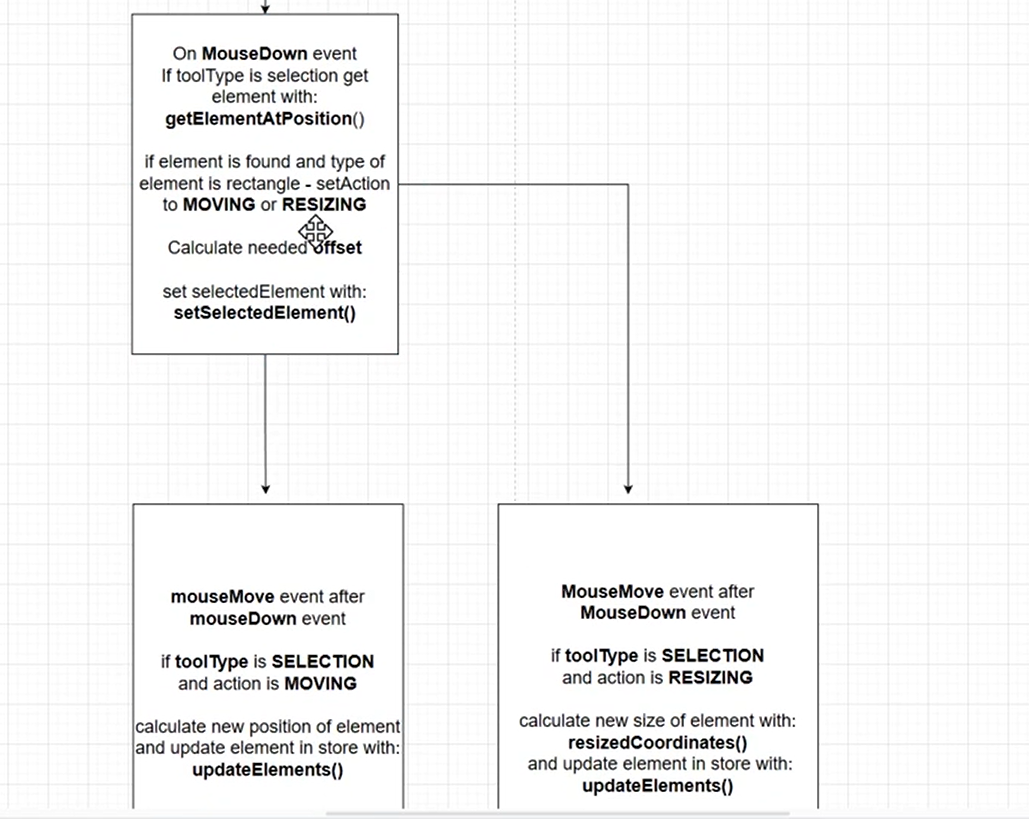 On MouseDown event
If toolType is selection get
element with:
getElementAtPosition()
if element is found and type of
element is rectangle - setAction
to MOVING or RESIZING
Calculate needed offset
set selectedElement with:
setSelectedElement()
mouseMove event after
mouseDown event
if toolType is SELECTION
and action is MOVING
calculate new position of element
and update element in store with:
updateElements()
MouseMove event after
MouseDown event
if toolType is SELECTION
and action is RESIZING
calculate new size of element with:
resizedCoordinates()
and update element in store with:
updateElements()